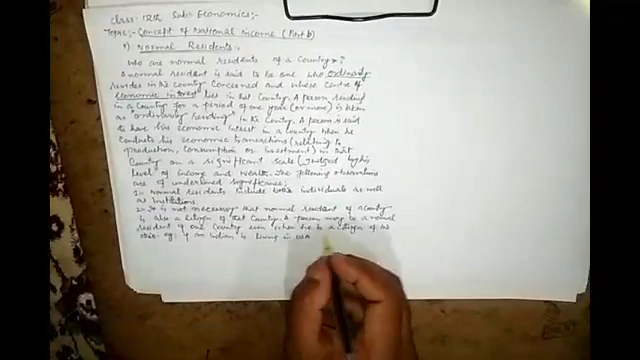 Class: 12th Sub:- Economics:-
Topic:- Concept of National Income (Part 6)
1) Normal Residents:-
Who are normal residents of a Country?
A normal resident is said to be one who ordinary
resides in the country Concerned and whose Centre of
economic interest lies in that Country. A person residing
in a Country for a period of one year (or more) is taken
as "ordinarily residing" in the Country. A person is said
to have his economic interest in a country when he
conducts his economic transactions (relating to
production, Consumption or investment) in that
Country on a significant scale (Judged by his
level of income and wealth. The following observations
are of underlined significance;
1. normal residents include both individuals as well
as institutions
2. It is not necessary that normal resident of a country
is also a citizen of that Country. A person may be a normal
resident of one Country even when he is a citizen of the
other. eg: if an Indian is living in USA